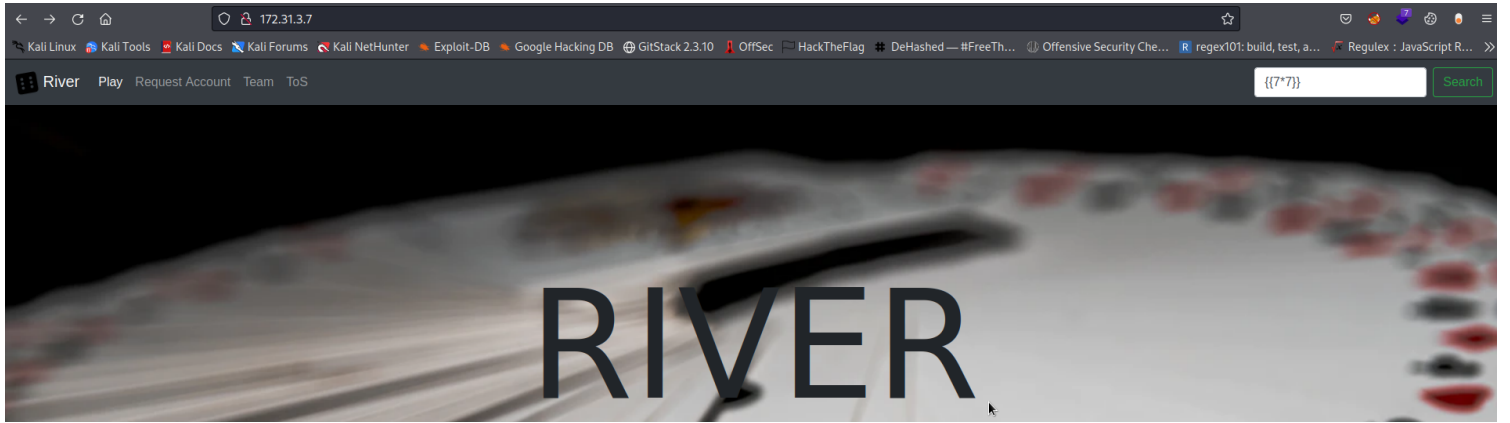 172.31.3.7
Kali Linux Kali Tools Kali Docs Kali Forums Kali NetHunter Exploit-DB Google Hacking DB GitStack 2.3.10 OffSec HackTheFlag DeHashed — #FreeTh... Offensive Security Che... regex101: build, test, a... Regulex : JavaScript R...
River Play Request Account Team ToS {{7*7}} Search
RIVER